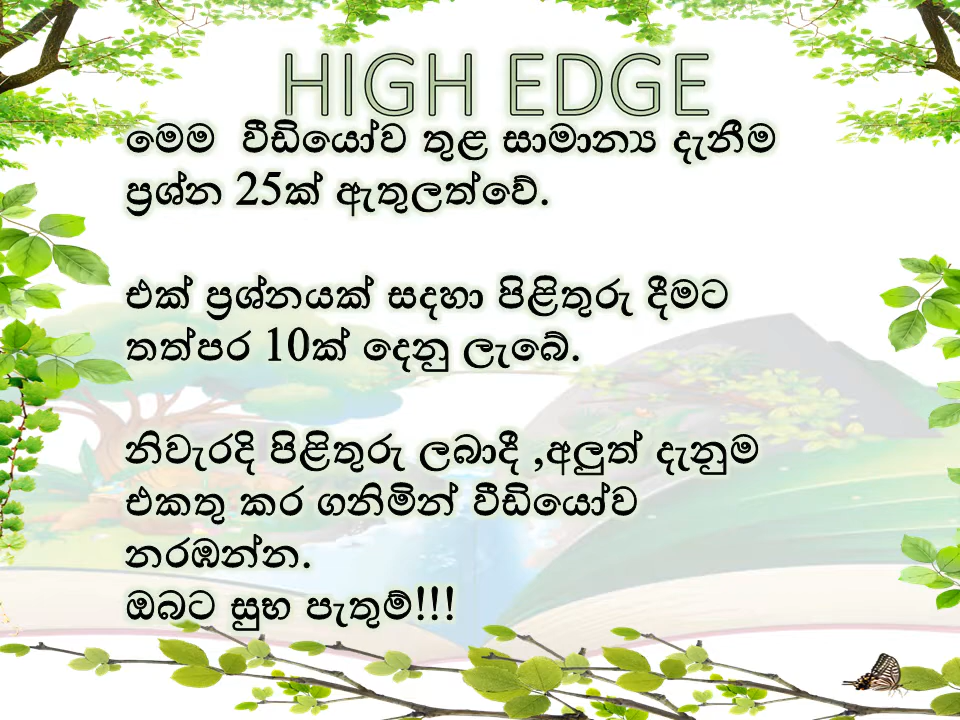 HIGH EDGE
මෙම වීඩියෝව තුළ සාමාන්‍ය දැනීම
ප්‍රශ්න 25ක් ඇතුලත්වේ.
එක් ප්‍රශ්නයක් සඳහා පිළිතුරු දීමට
තත්පර 10ක් දෙනු ලැබේ.
නිවැරදි පිළිතුරු ලබාදී ,අලුත් දැනුම
එකතු කර ගනිමින් වීඩියෝව
නරඹන්න.
ඔබට සුභ පැතුම්!!!